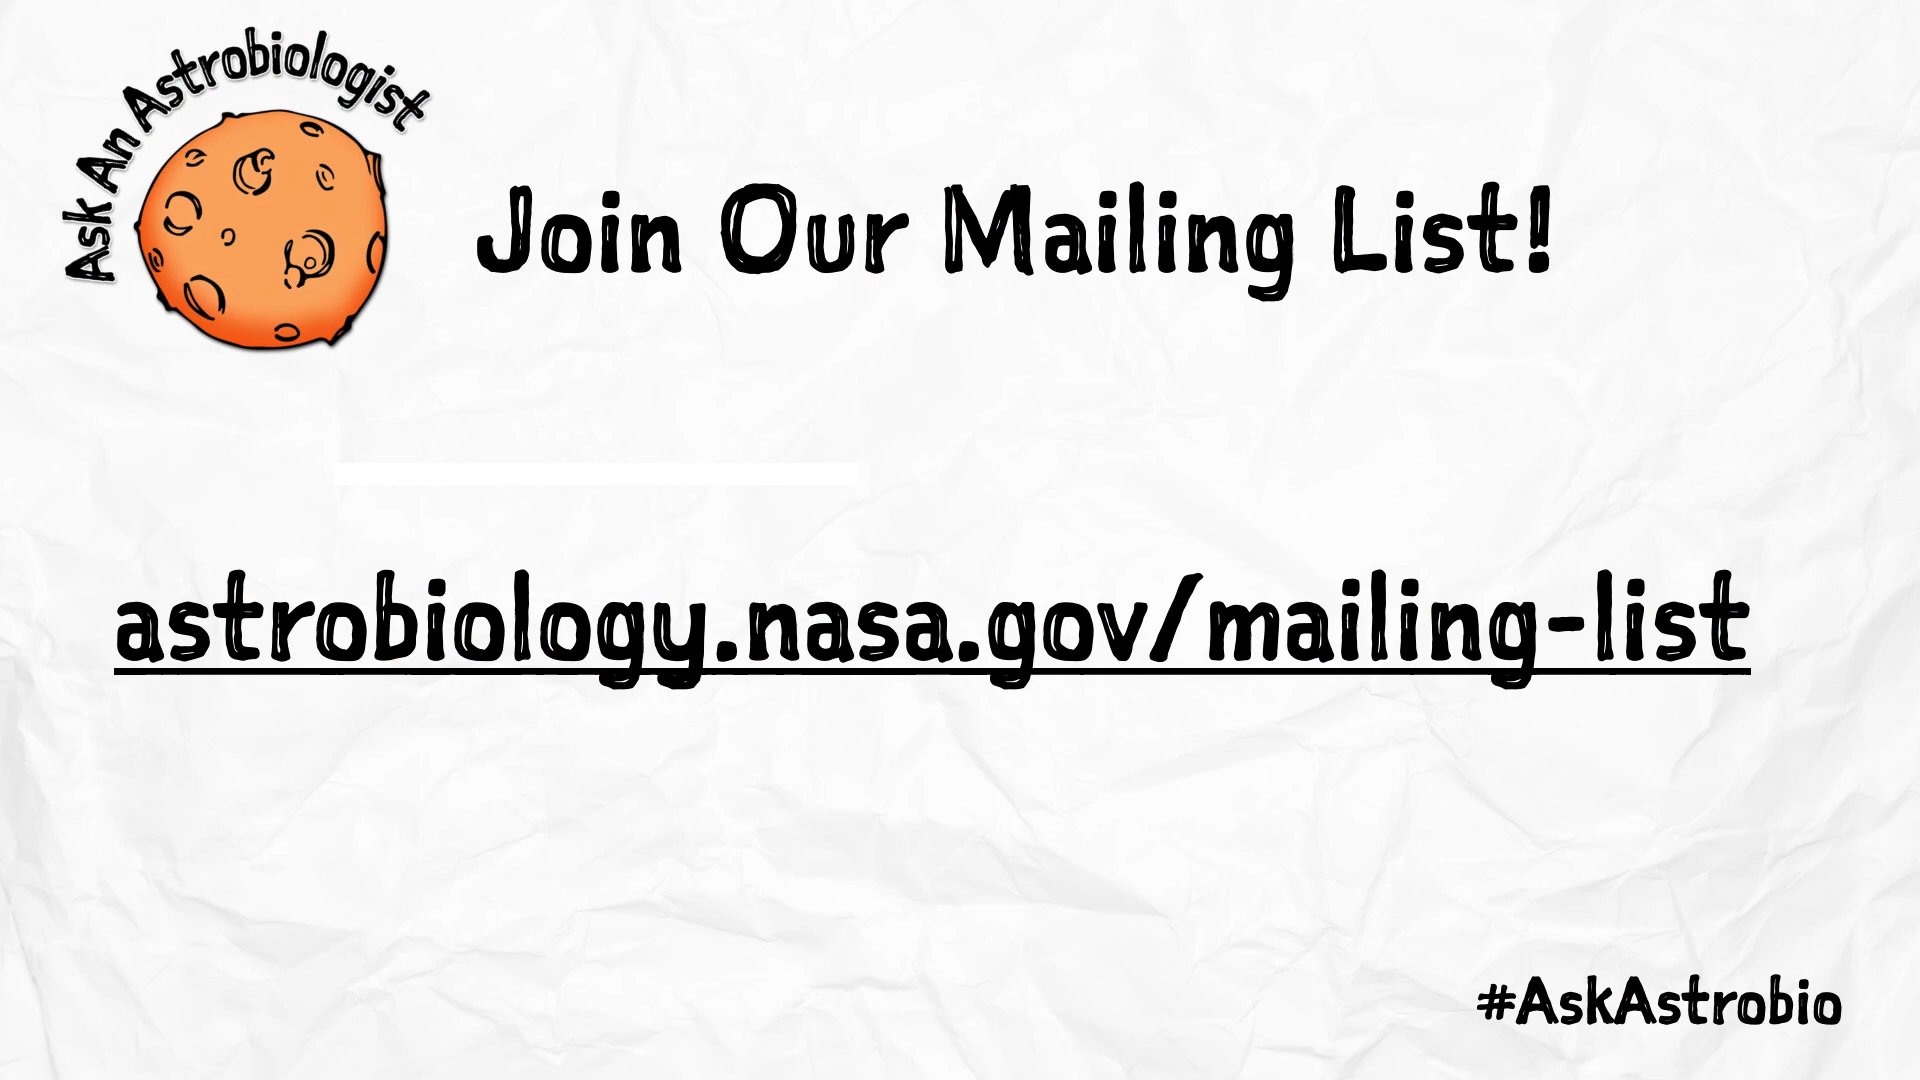 Ask An Astrobiologist
Join Our Mailing List!
astrobiology.nasa.gov/mailing-list
#AskAstrobio